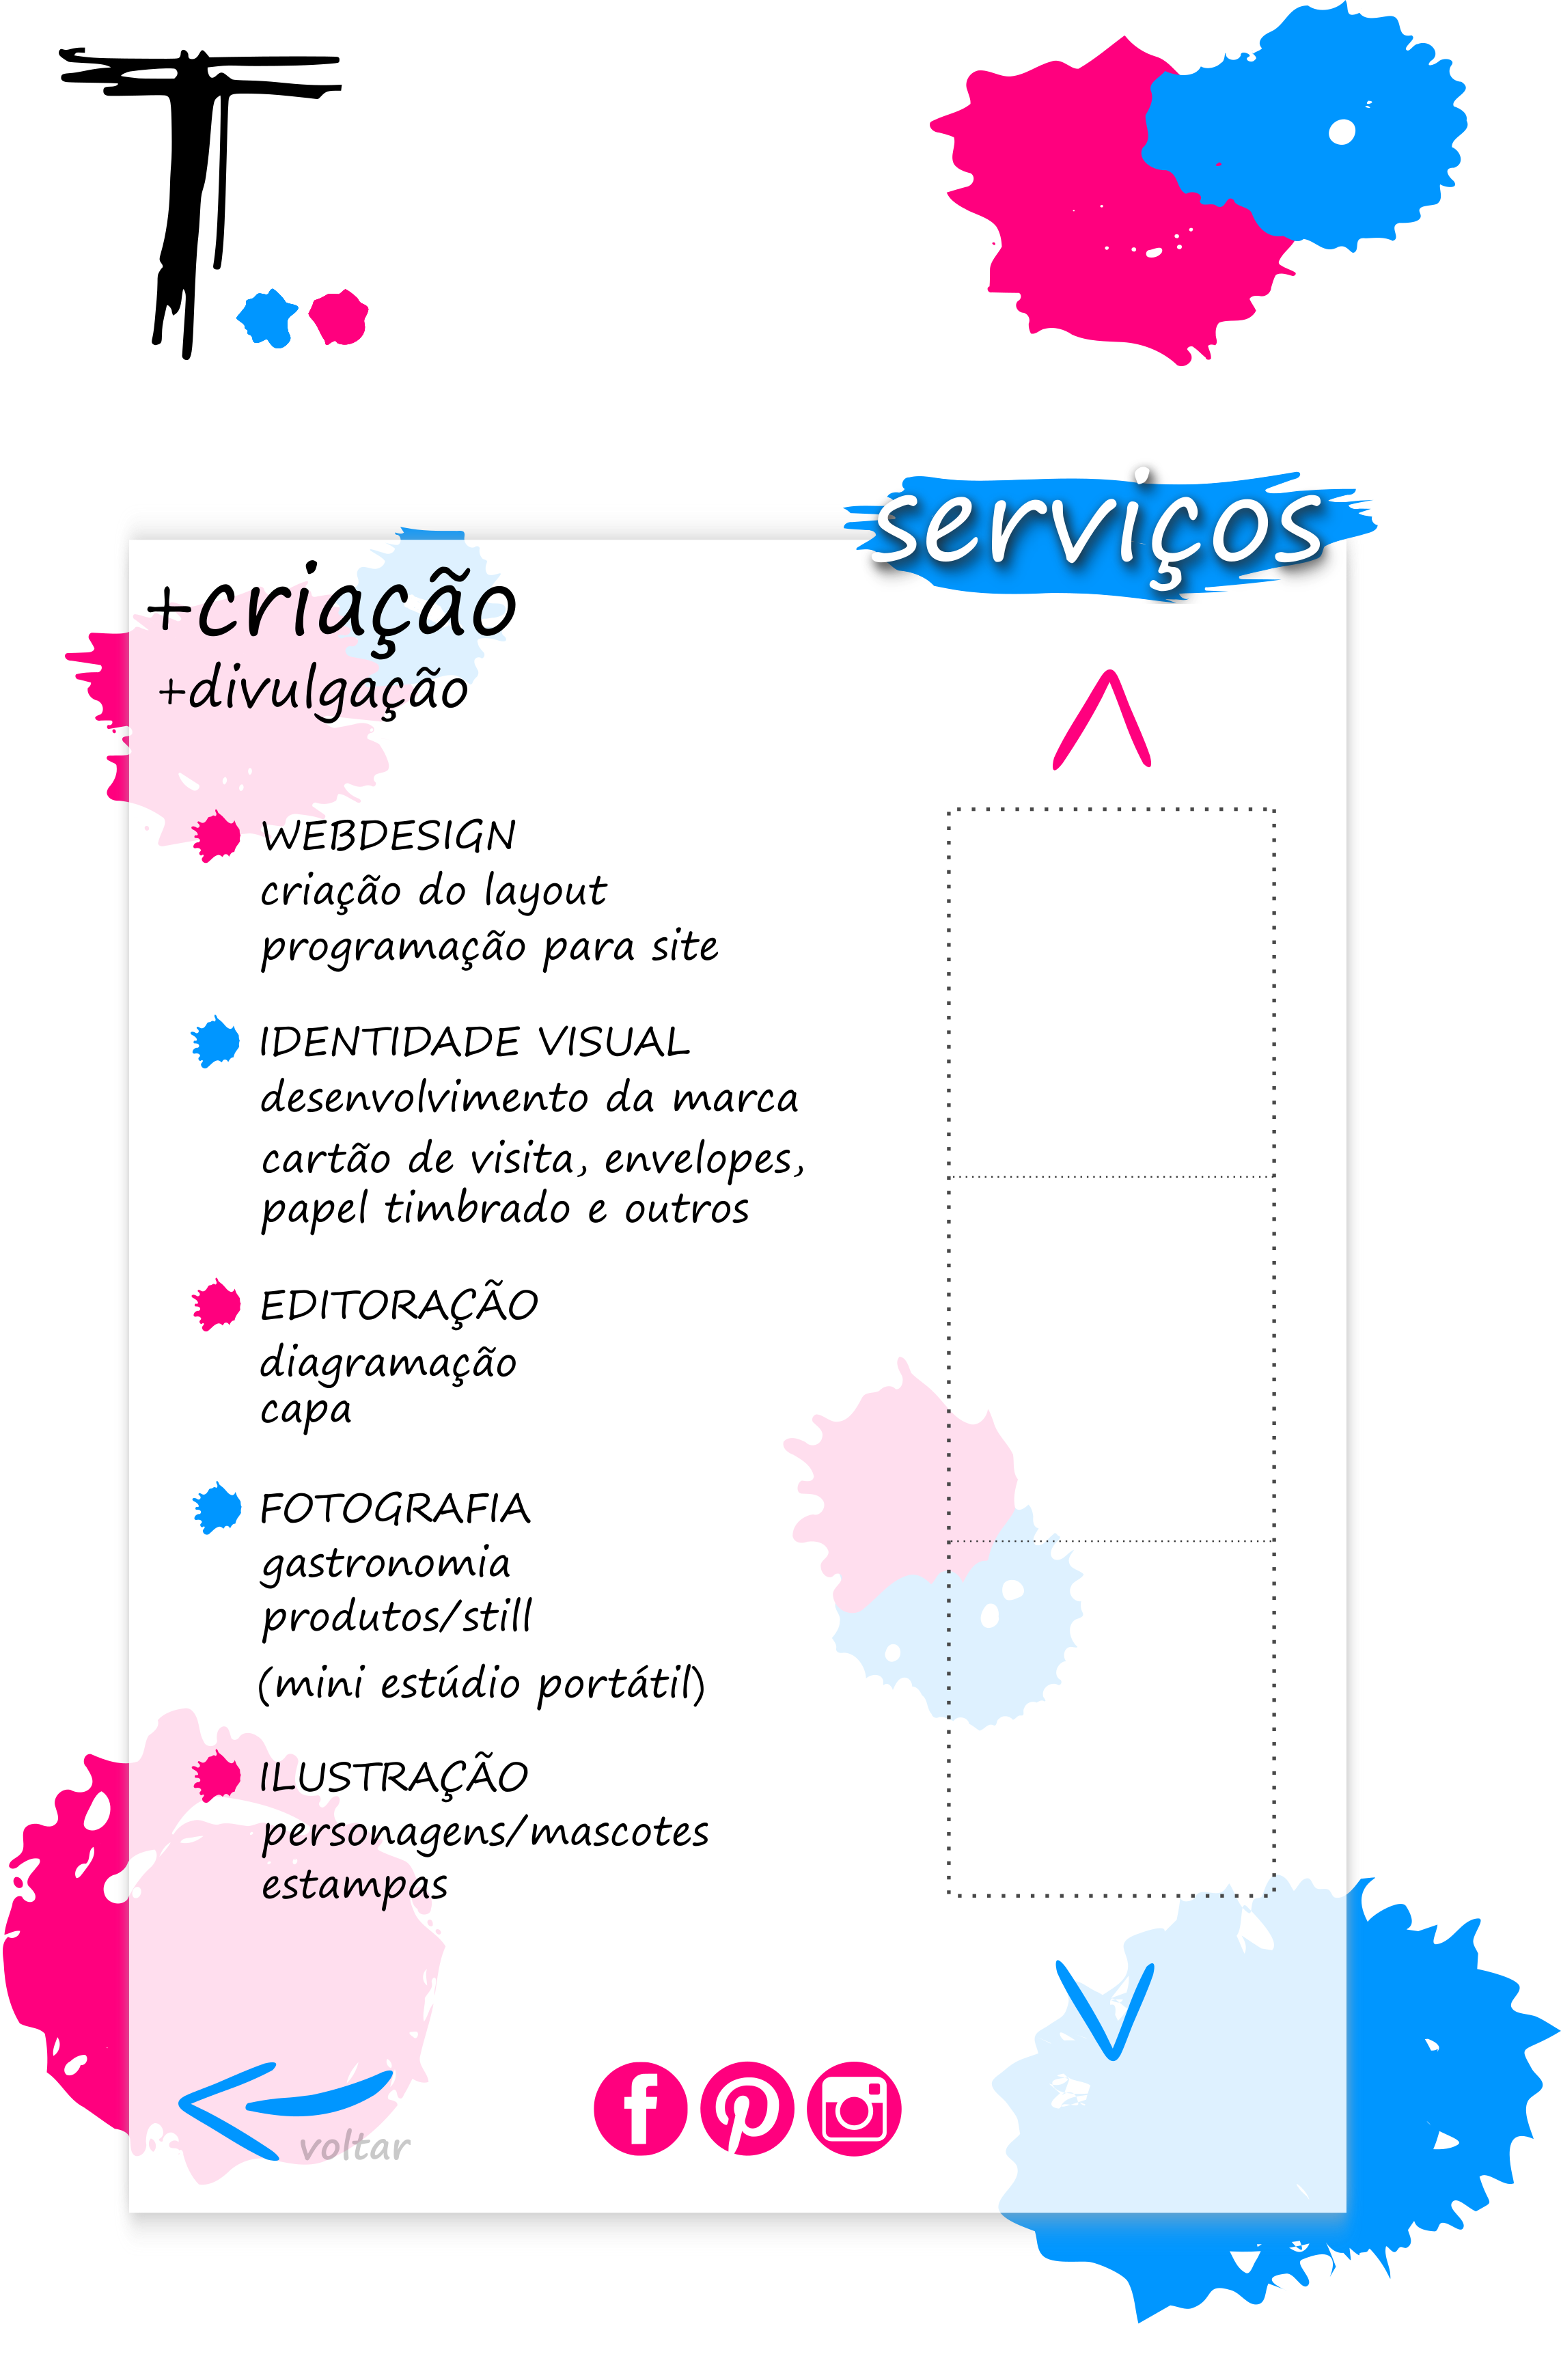 T
serviços
+criação
+divulgação
WEBDESIGN
criação do layout
programação para site
IDENTIDADE VISUAL
desenvolvimento da marca
cartão de visita, envelopes,
papel timbrado e outros
EDITORAÇÃO
diagramação
capa
FOTOGRAFIA
gastronomia
produtos/still
(mini estúdio portátil)
ILUSTRAÇÃO
personagens/mascotes
estampas
voltar